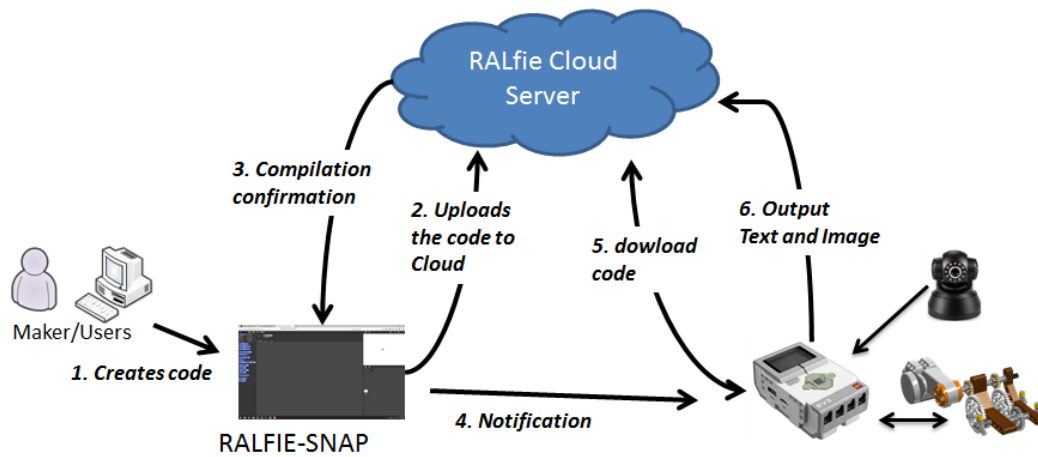 RALfie Cloud
Server
3. Compilation
confirmation
2. Uploads
the code to
Cloud
5. dowload
code
6. Output
Text and Image
Maker/Users
1. Creates code
RALFIE-SNAP
4. Notification
EV3